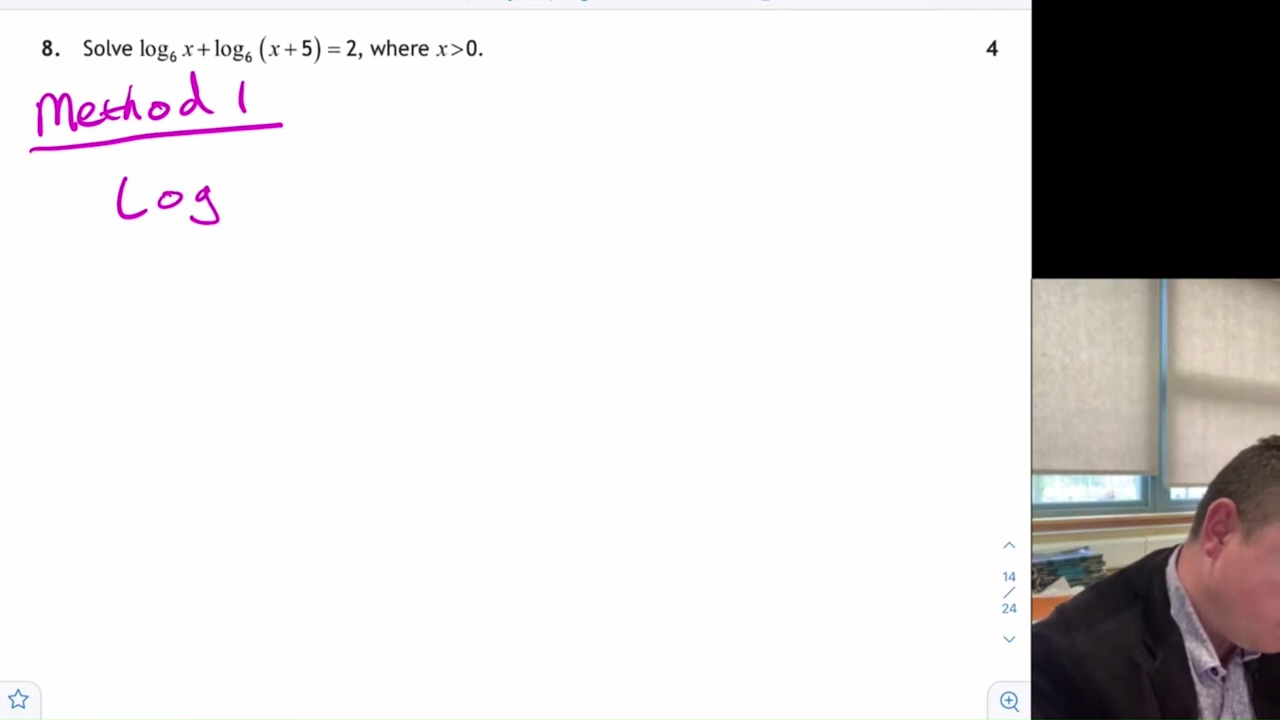 8. Solve log₆ x + log₆ (x + 5) = 2, where x > 0. 4
Method 1
Log
14
/
24